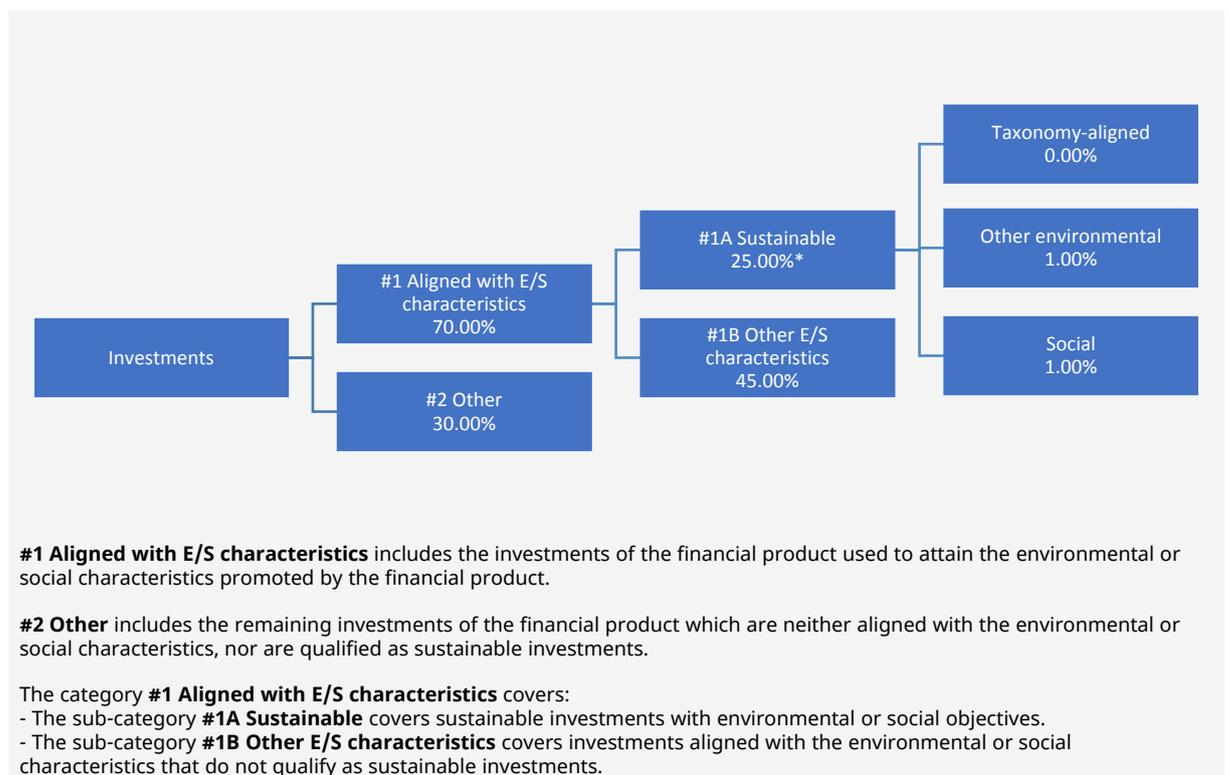 Taxonomy-aligned
0.00%
#1A Sustainable
25.00%*
Other environmental
1.00%
#1 Aligned with E/S
characteristics
70.00%
Investments
#1B Other E/S
characteristics
45.00%
Social
1.00%
#2 Other
30.00%
#1 Aligned with E/S characteristics includes the investments of the financial product used to attain the environmental or
social characteristics promoted by the financial product.
#2 Other includes the remaining investments of the financial product which are neither aligned with the environmental or
social characteristics, nor are qualified as sustainable investments.
The category #1 Aligned with E/S characteristics covers:
- The sub-category #1A Sustainable covers sustainable investments with environmental or social objectives.
- The sub-category #1B Other E/S characteristics covers investments aligned with the environmental or social
characteristics that do not qualify as sustainable investments.